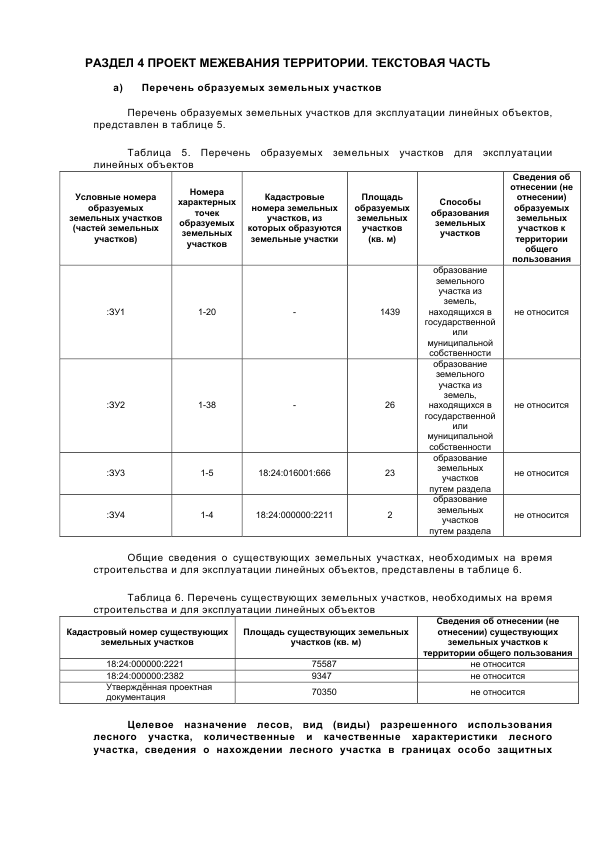 РАЗДЕЛ 4 ПРОЕКТ МЕЖЕВАНИЯ ТЕРРИТОРИИ. ТЕКСТОВАЯ ЧАСТЬ
а) Перечень образуемых земельных участков
Перечень образуемых земельных участков для эксплуатации линейных объектов,
представлен в таблице 5.
Таблица 5. Перечень образуемых земельных участков для эксплуатации
линейных объектов
Условные номера
образуемых
земельных участков
(частей земельных
участков)
Номера
характерных
точек
образуемых
земельных
участков
Кадастровые
номера земельных
участков, из
которых образуются
земельные участки
Площадь
образуемых
земельных
участков
(кв. м)
Способы
образования
земельных
участков
Сведения об
отнесении (не
отнесении)
образуемых
земельных
участков к
территории
общего
пользования
:ЗУ1
1-20
-
1439
образование
земельного
участка из
земель,
находящихся в
государственной
или
муниципальной
собственности
не относится
:ЗУ2
1-38
-
26
образование
земельного
участка из
земель,
находящихся в
государственной
или
муниципальной
собственности
не относится
:ЗУ3
1-5
18:24:016001:666
23
образование
земельных
участков
путем раздела
не относится
:ЗУ4
1-4
18:24:000000:2211
2
образование
земельных
участков
путем раздела
не относится
Общие сведения о существующих земельных участках, необходимых на время
строительства и для эксплуатации линейных объектов, представлены в таблице 6.
Таблица 6. Перечень существующих земельных участков, необходимых на время
строительства и для эксплуатации линейных объектов
Кадастровый номер существующих
земельных участков
Площадь существующих земельных
участков (кв. м)
Сведения об отнесении (не
отнесении) существующих
земельных участков к
территории общего пользования
18:24:000000:2221
75587
не относится
18:24:000000:2382
9347
не относится
Утверждённая проектная
документация
70350
не относится
Целевое назначение лесов, вид (виды) разрешенного использования
лесного участка, количественные и качественные характеристики лесного
участка, сведения о нахождении лесного участка в границах особо защитных